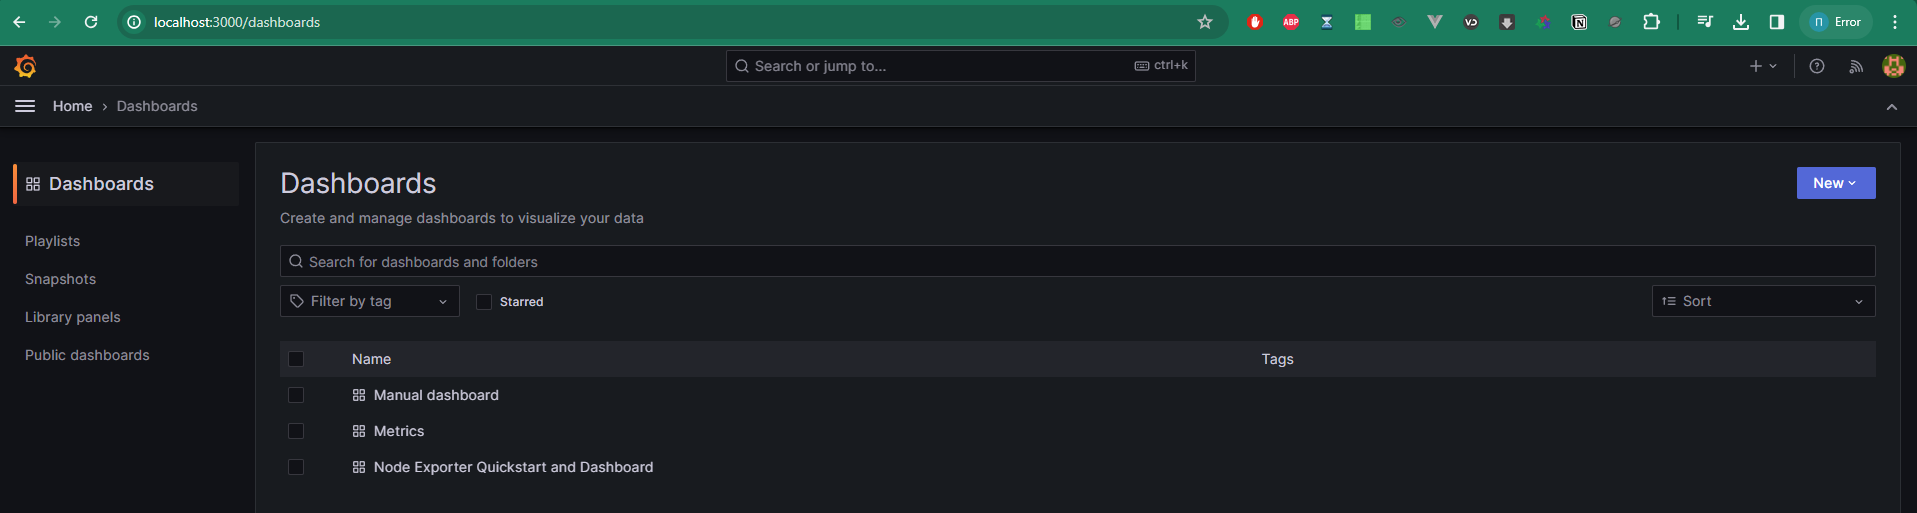 localhost:3000/dashboards
ABP
VD
N
П Error
Search or jump to... ctrl+k
Home › Dashboards
Dashboards
Playlists
Snapshots
Library panels
Public dashboards
Dashboards
New
Create and manage dashboards to visualize your data
Search for dashboards and folders
Filter by tag
Starred
Sort
Name Tags
Manual dashboard
Metrics
Node Exporter Quickstart and Dashboard